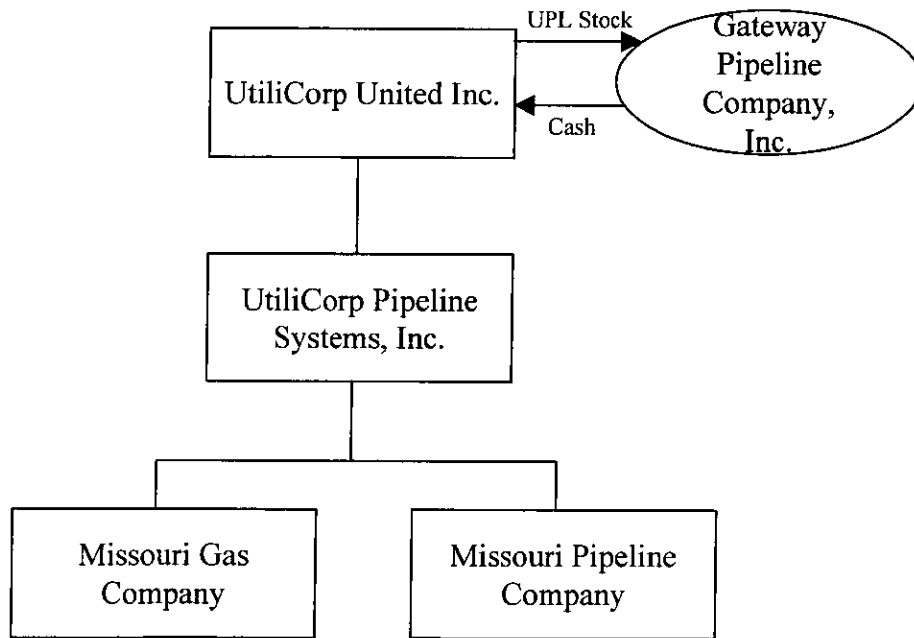 UPL Stock
Gateway
Pipeline
Company,
Inc.
UtiliCorp United Inc.
Cash
UtiliCorp Pipeline
Systems, Inc.
Missouri Gas
Company
Missouri Pipeline
Company